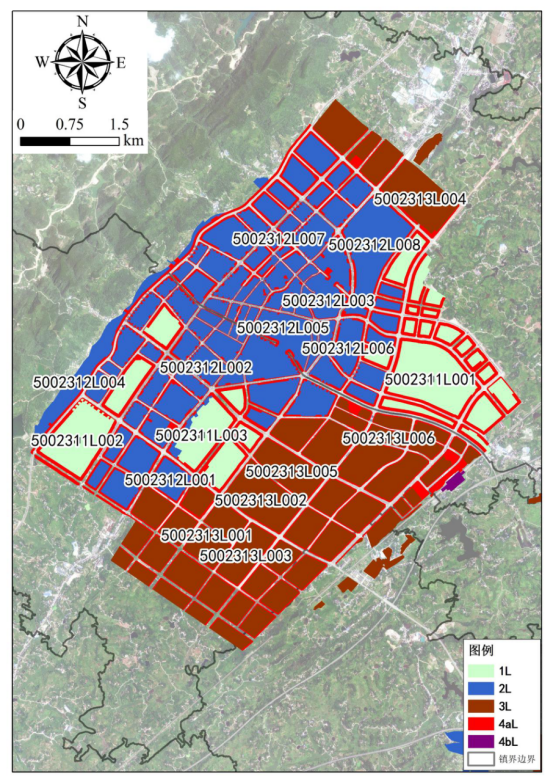 N
W E
S
0 0.75 1.5
km
5002313L004
5002312L007
5002312L008
5002312L003
5002312L005
5002312L006
5002312L002
5002312L004
5002311L001
5002311L002
5002311L003
5002313L006
5002313L005
5002312L001
5002313L002
5002313L001
5002313L003
图例
1L
2L
3L
4aL
4bL
镇界边界